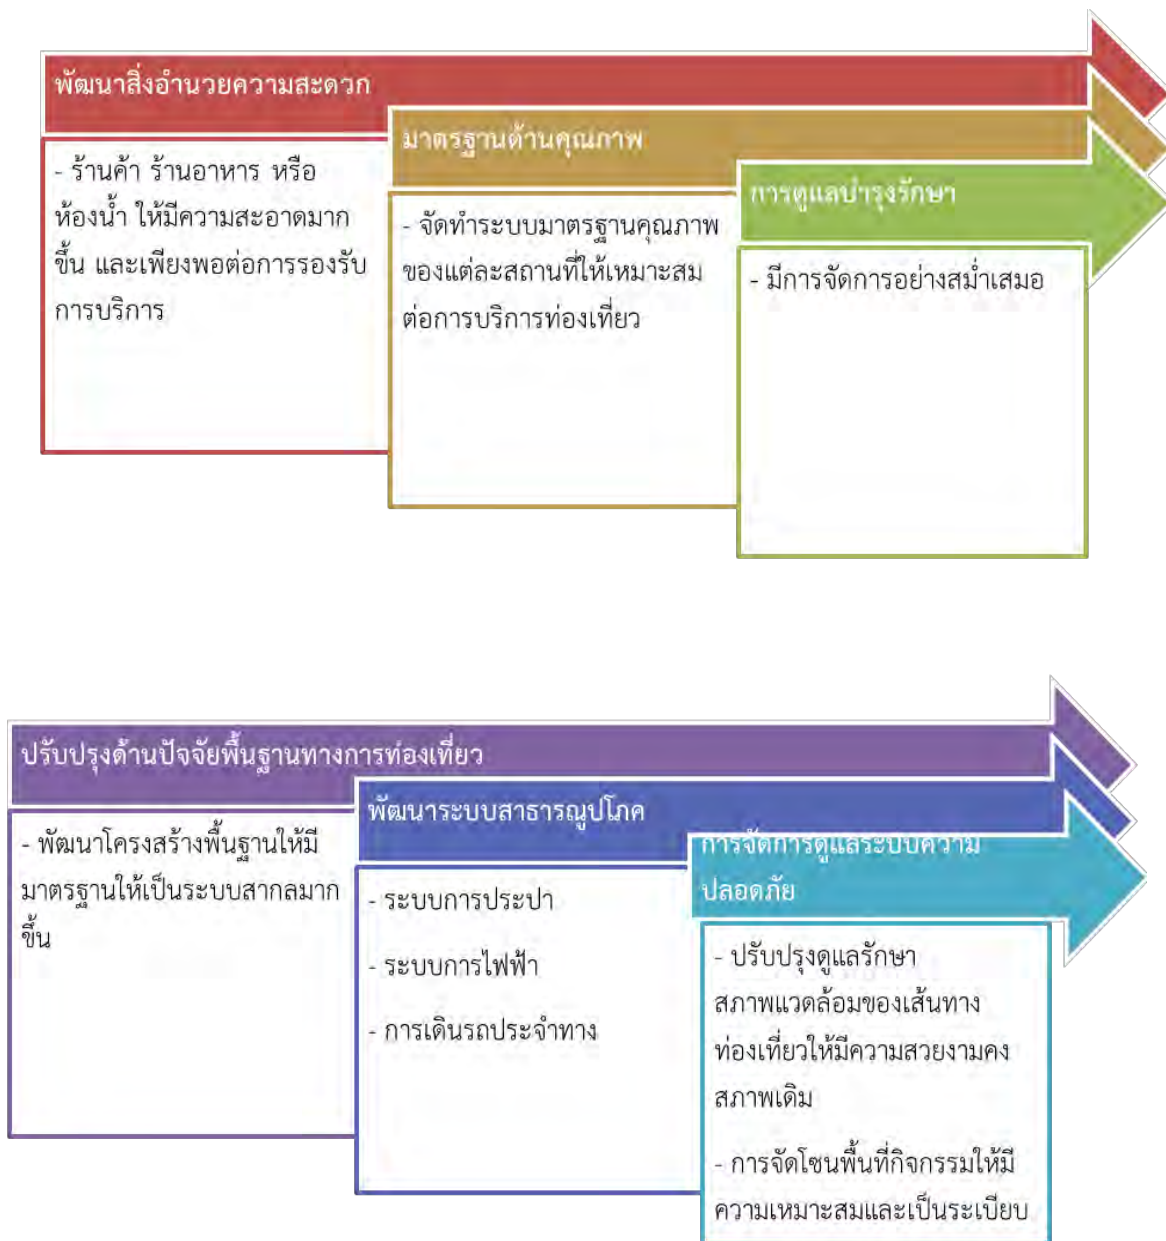 พัฒนาสิ่งอำนวยความสะดวก
- ร้านค้า ร้านอาหาร หรือ
ห้องน้ำ ให้มีความสะอาดมาก
ขึ้น และเพียงพอต่อการรองรับ
การบริการ
มาตรฐานด้านคุณภาพ
- จัดทำระบบมาตรฐานคุณภาพ
ของแต่ละสถานที่ให้เหมาะสม
ต่อการบริการท่องเที่ยว
การดูแลบำรุงรักษา
- มีการจัดการอย่างสม่ำเสมอ
ปรับปรุงด้านปัจจัยพื้นฐานทางการท่องเที่ยว
- พัฒนาโครงสร้างพื้นฐานให้มี
มาตรฐานให้เป็นระบบสากลมาก
ขึ้น
พัฒนาระบบสาธารณูปโภค
- ระบบการประปา
- ระบบการไฟฟ้า
- การเดินรถประจำทาง
การจัดการดูแลระบบความ
ปลอดภัย
- ปรับปรุงดูแลรักษา
สภาพแวดล้อมของเส้นทาง
ท่องเที่ยวให้มีความสวยงามคง
สภาพเดิม
- การจัดโซนพื้นที่กิจกรรมให้มี
ความเหมาะสมและเป็นระเบียบ